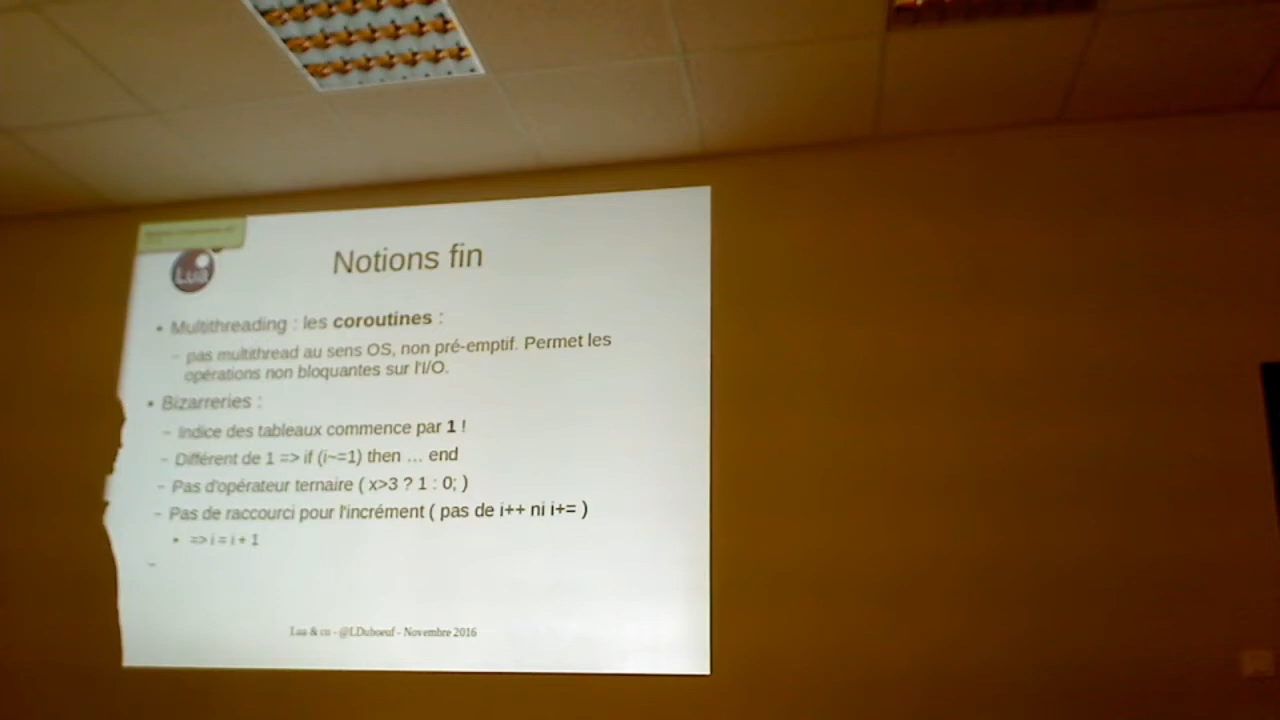 Lua
Notions fin
• Multithreading : les coroutines :
– pas multithread au sens OS, non pré-emptif. Permet les
opérations non bloquantes sur l'I/O.
• Bizarreries :
– Indice des tableaux commence par 1 !
– Différent de 1 => if (i~=1) then … end
– Pas d'opérateur ternaire ( x>3 ? 1 : 0; )
– Pas de raccourci pour l'incrément ( pas de i++ ni i+= )
• => i = i + 1
–
Lua & co - @LDuboeuf - Novembre 2016